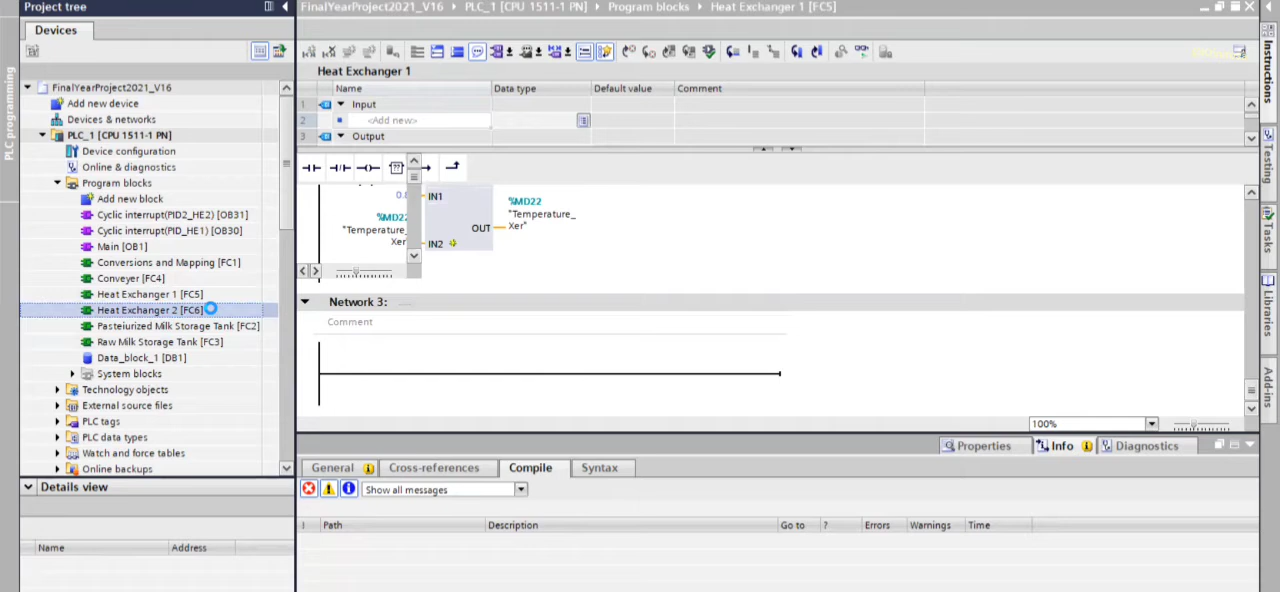 Project tree
FinalYearProject2021_V16 ▸ PLC_1 [CPU 1511-1 PN] ▸ Program blocks ▸ Heat Exchanger 1 [FC5]
Devices
PLC programming
FinalYearProject2021_V16
Add new device
Devices & networks
PLC_1 [CPU 1511-1 PN]
Device configuration
Online & diagnostics
Program blocks
Add new block
Cyclic interrupt(PID2_HE2) [OB31]
Cyclic interrupt(PID_HE1) [OB30]
Main [OB1]
Conversions and Mapping [FC1]
Conveyer [FC4]
Heat Exchanger 1 [FC5]
Heat Exchanger 2 [FC6]
Pasteiurized Milk Storage Tank [FC2]
Raw Milk Storage Tank [FC3]
Data_block_1 [DB1]
System blocks
Technology objects
External source files
PLC tags
PLC data types
Watch and force tables
Online backups
Details view
Name Address
Heat Exchanger 1
Name Data type Default value Comment
1 Input
2 <Add new>
3 Output
??
IN1
%MD22
"Temperature_
Xer"
IN2
OUT
%MD22
"Temperature_
Xer"
Network 3:
Comment
100%
Properties Info Diagnostics
General Cross-references Compile Syntax
Show all messages
! Path Description Go to ? Errors Warnings Time
Instructions
Testing
Tasks
Libraries
Add-ins